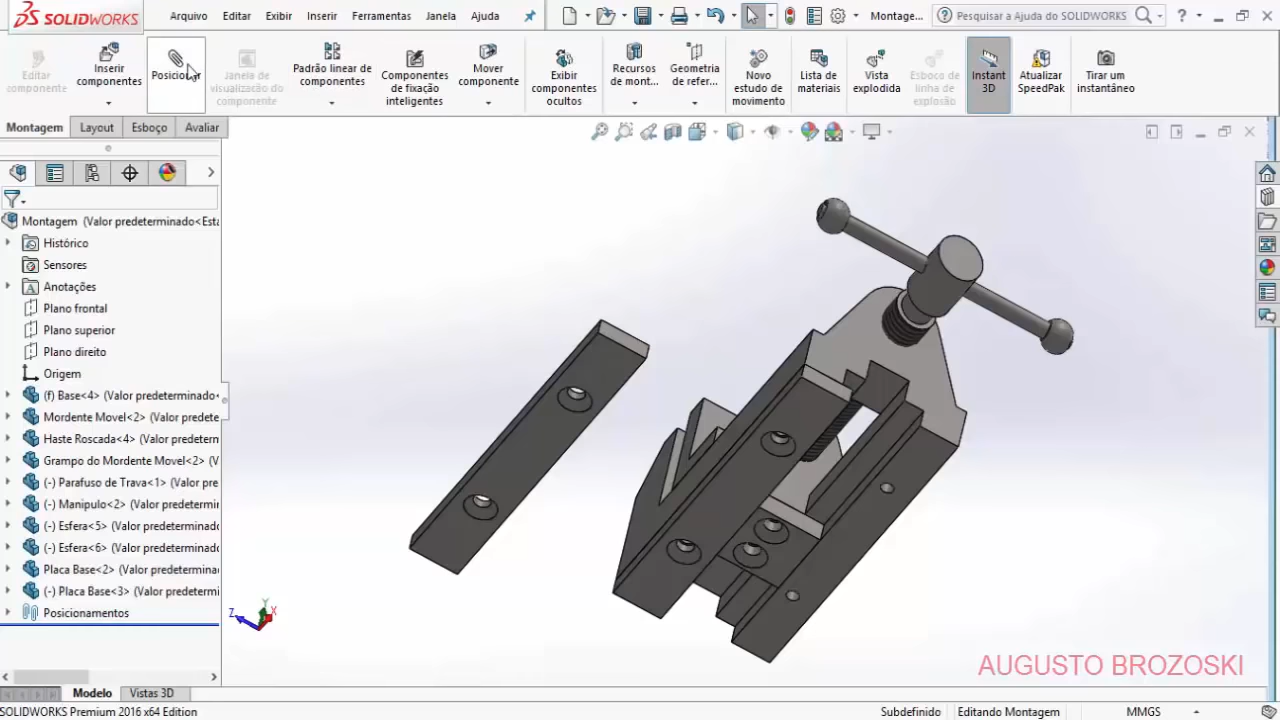 SOLIDWORKS
Arquivo
Editar
Exibir
Inserir
Ferramentas
Janela
Ajuda
Montage...
Pesquisar a Ajuda do SOLIDWORKS
?
Editar componente
Inserir componentes
Posicionar
Janela de visualização do componente
Padrão linear de componentes
Componentes de fixação inteligentes
Mover componente
Exibir componentes ocultos
Recursos de mont...
Geometria de refer...
Novo estudo de movimento
Lista de materiais
Vista explodida
Esboço de linha de explosão
Instant 3D
Atualizar SpeedPak
Tirar um instantâneo
Montagem
Layout
Esboço
Avaliar
Montagem (Valor predeterminado<Esta
Histórico
Sensores
Anotações
Plano frontal
Plano superior
Plano direito
Origem
(f) Base<4> (Valor predeterminado<
Mordente Movel<2> (Valor predete
Haste Roscada<4> (Valor predeterm
Grampo do Mordente Movel<2> (V
(-) Parafuso de Trava<1> (Valor pre
(-) Manipulo<2> (Valor predetermi
(-) Esfera<5> (Valor predeterminado
(-) Esfera<6> (Valor predeterminado
Placa Base<2> (Valor predeterminad
(-) Placa Base<3> (Valor predetermi
Posicionamentos
Z
Y
X
AUGUSTO BROZOSKI
Modelo
Vistas 3D
SOLIDWORKS Premium 2016 x64 Edition
Subdefinido
Editando Montagem
MMGS